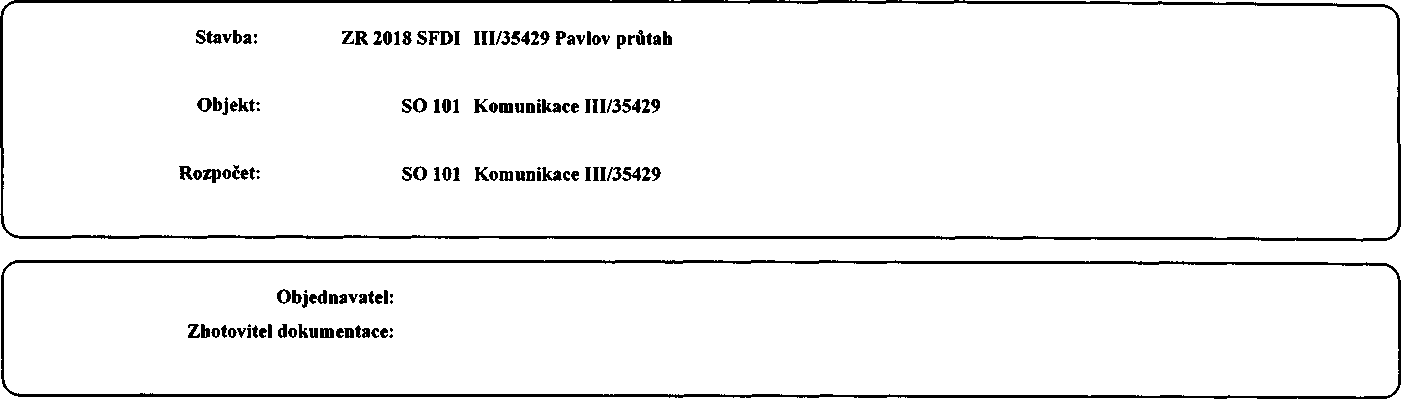 Stavba: ZR 2018 SFDI III/35429 Pavlov průtah
Objekt: SO 101 Komunikace III/35429
Rozpočet: SO 101 Komunikace III/35429
Objednavatel:
Zhotovitel dokumentace: